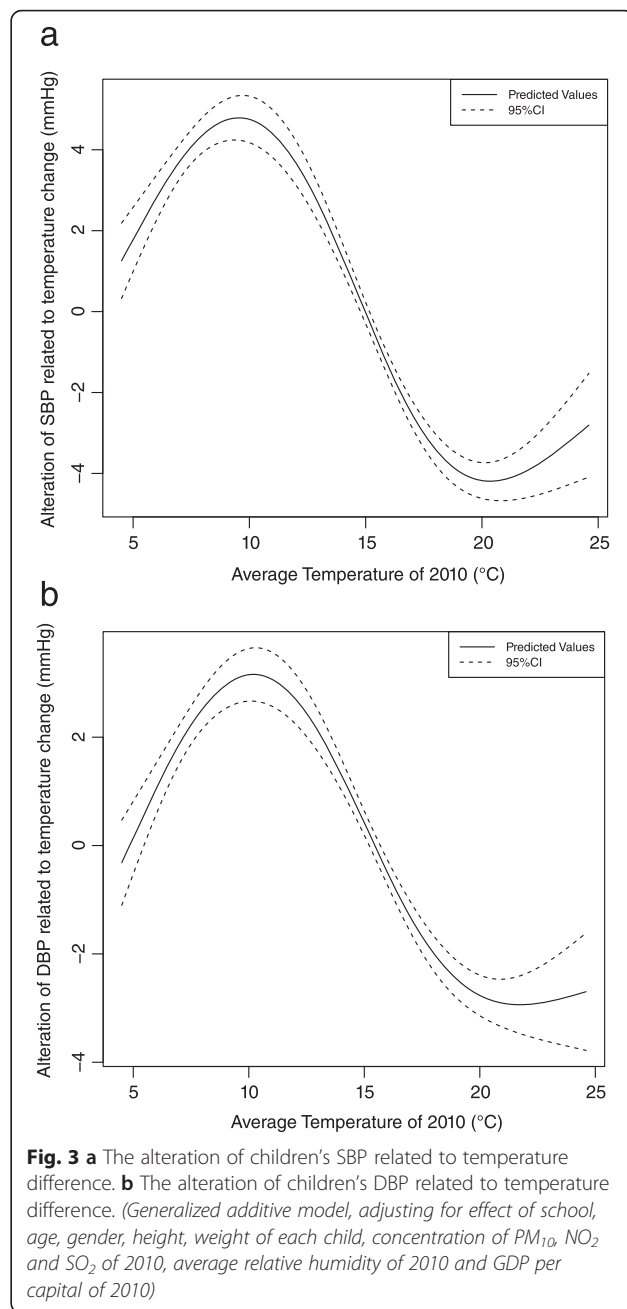 a
Predicted Values
95%CI
Alteration of SBP related to temperature change (mmHg)
4
2
0
−2
−4
5 10 15 20 25
Average Temperature of 2010 (°C)
b
Predicted Values
95%CI
Alteration of DBP related to temperature change (mmHg)
2
0
−2
−4
5 10 15 20 25
Average Temperature of 2010 (°C)
Fig. 3 a The alteration of children's SBP related to temperature
difference. b The alteration of children's DBP related to temperature
difference. (Generalized additive model, adjusting for effect of school,
age, gender, height, weight of each child, concentration of PM10, NO2
and SO2 of 2010, average relative humidity of 2010 and GDP per
capital of 2010)